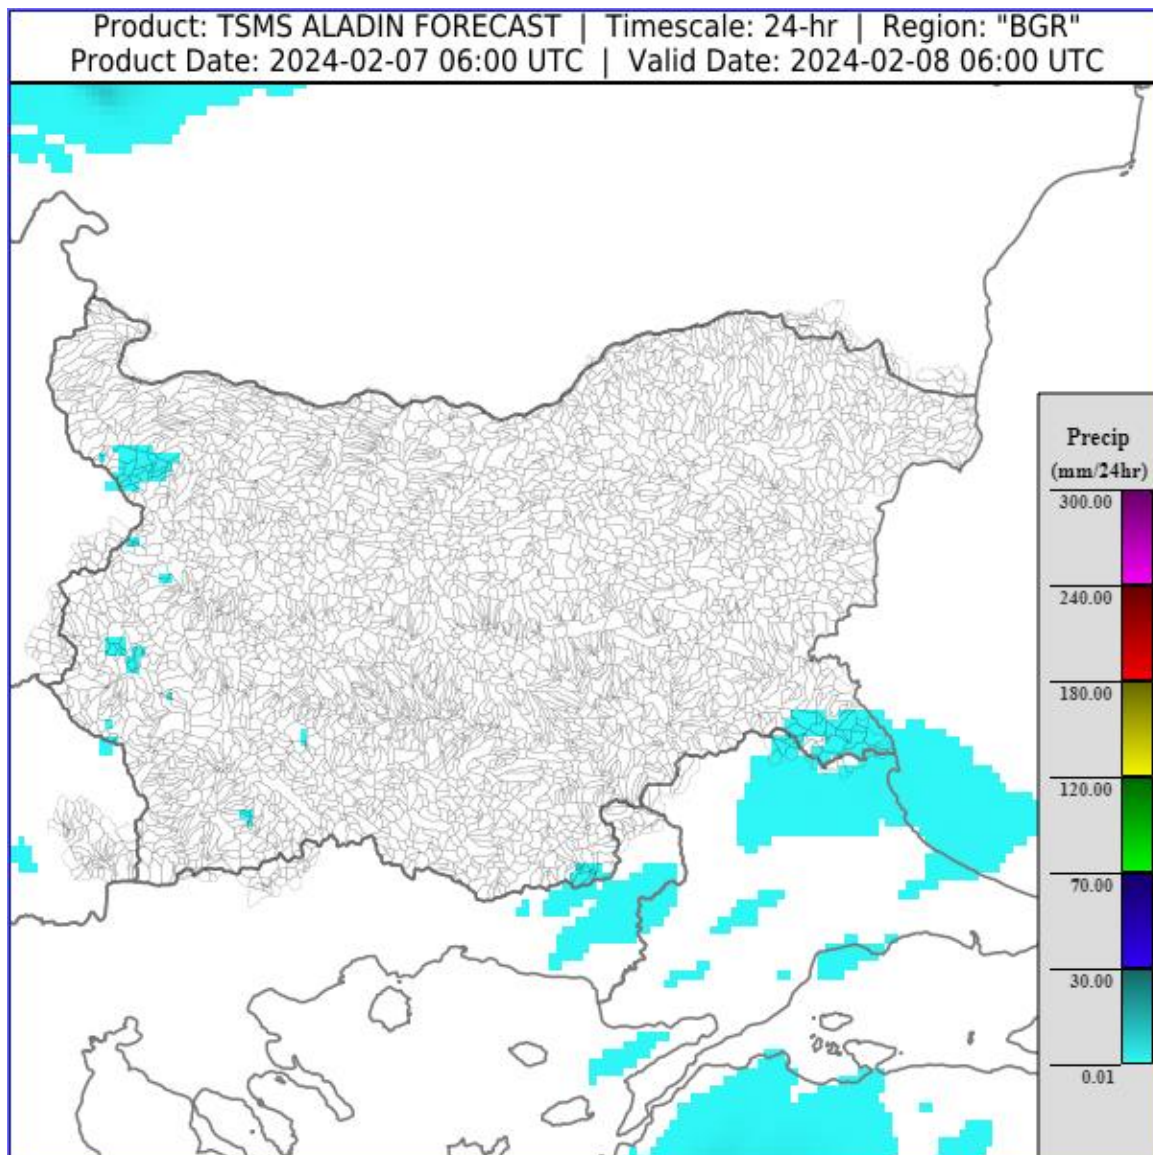 Product: TSMS ALADIN FORECAST | Timescale: 24-hr | Region: "BGR"
Product Date: 2024-02-07 06:00 UTC | Valid Date: 2024-02-08 06:00 UTC
Precip
(mm/24hr)
300.00
240.00
180.00
120.00
70.00
30.00
0.01